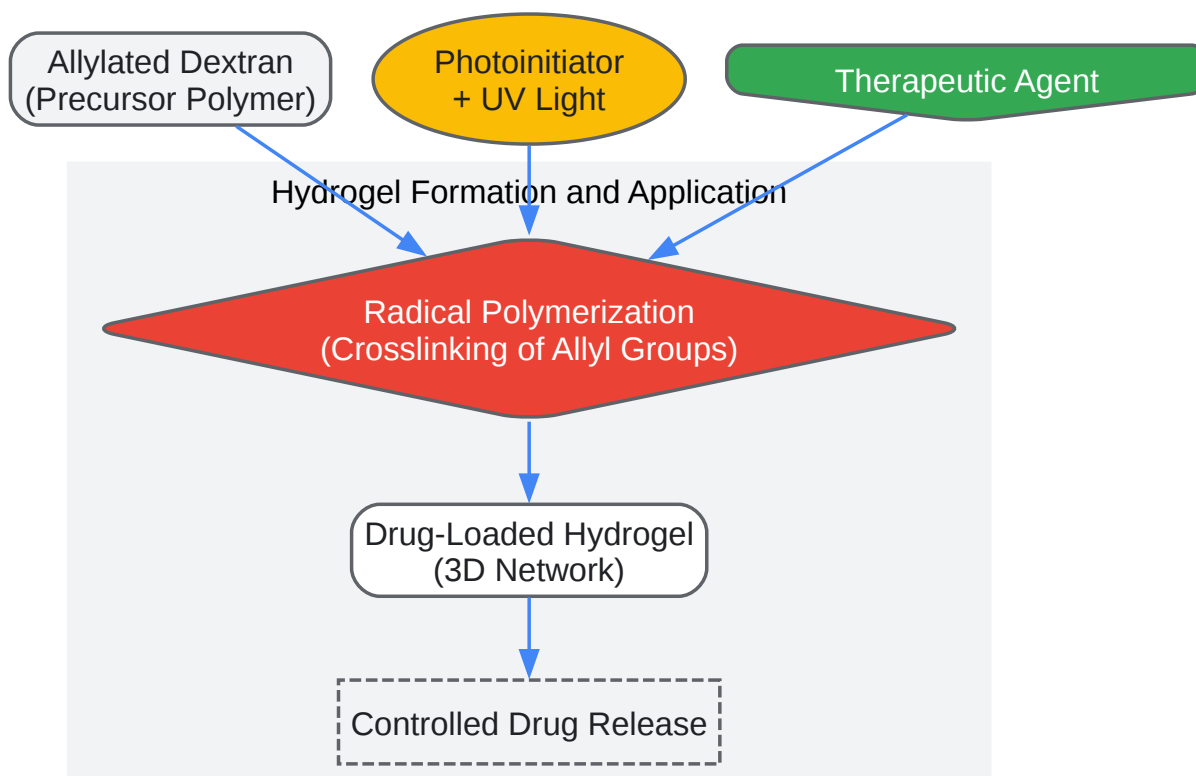 Allylated Dextran
(Precursor Polymer)
Photoinitiator
+ UV Light
Therapeutic Agent
Hydrogel Formation and Application
Radical Polymerization
(Crosslinking of Allyl Groups)
Drug-Loaded Hydrogel
(3D Network)
Controlled Drug Release